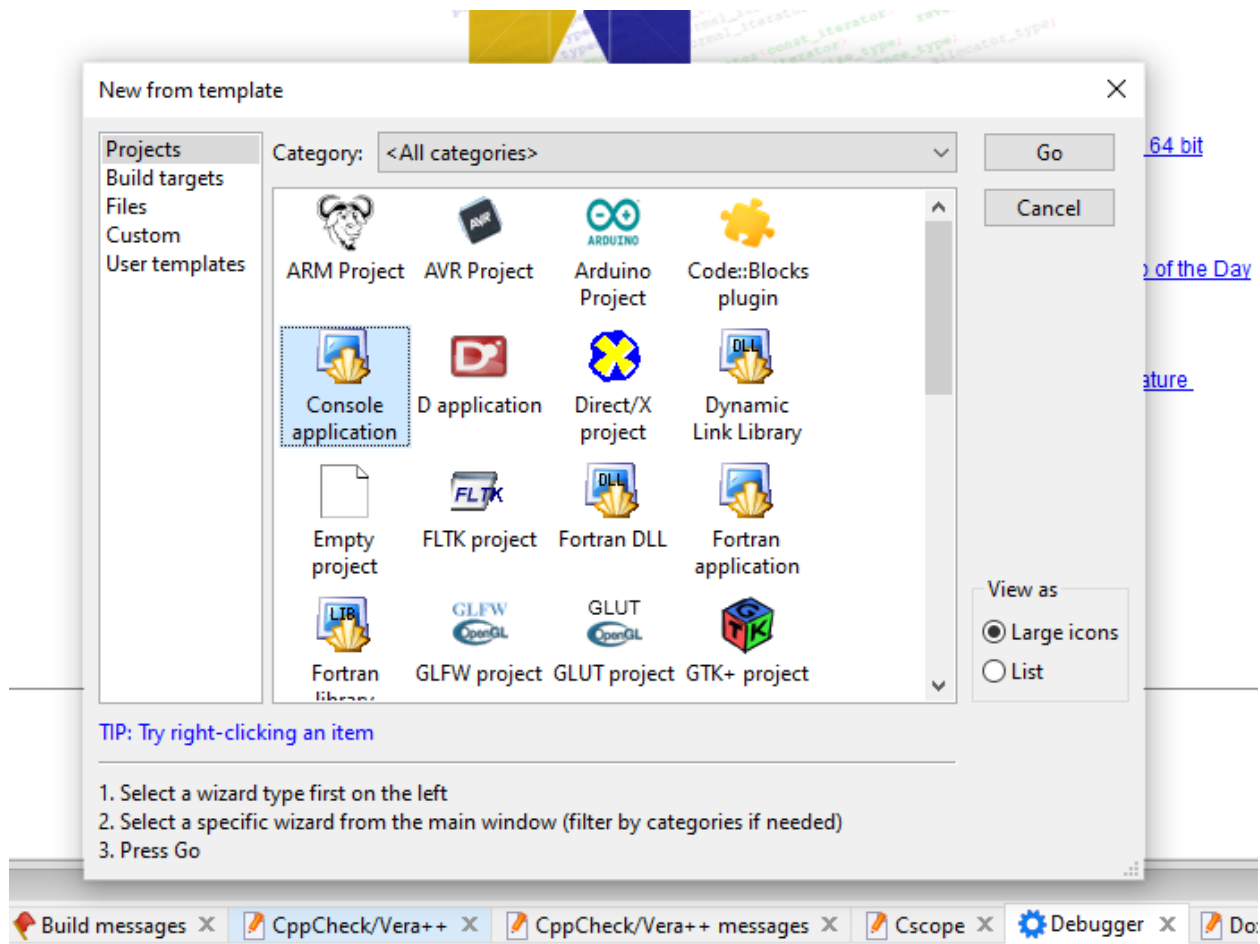 New from template
Projects
Build targets
Files
Custom
User templates
Category: <All categories>
Go
Cancel
ARM Project
AVR
AVR Project
ARDUINO
Arduino
Project
Code::Blocks
plugin
Console
application
D
D application
Direct/X
project
DLL
Dynamic
Link Library
Empty
project
FLTK
FLTK project
DLL
Fortran DLL
Fortran
application
LIB
Fortran
library
GLFW
OpenGL
GLFW project
GLUT
OpenGL
GLUT project
GTK
GTK+ project
View as
Large icons
List
TIP: Try right-clicking an item
1. Select a wizard type first on the left
2. Select a specific wizard from the main window (filter by categories if needed)
3. Press Go
64 bit
of the Day
ature
Build messages X
CppCheck/Vera++ X
CppCheck/Vera++ messages X
Cscope X
Debugger X
Do